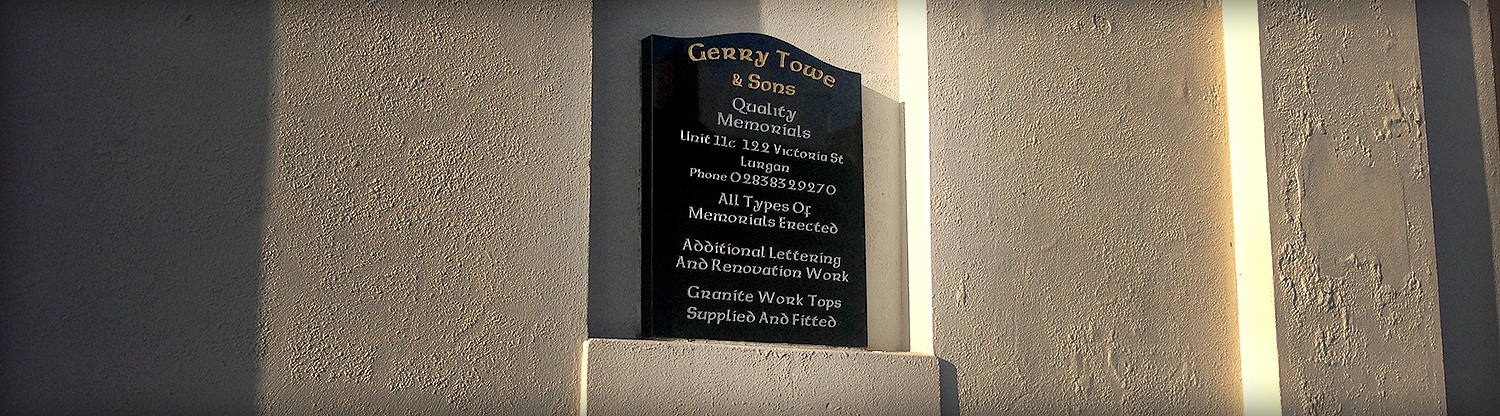 Gerry Towe
& Sons
Quality
Memorials
Unit 11c 122 Victoria St
Lurgan
Phone 02838329270
All Types Of
Memorials Erected
Additional Lettering
And Renovation Work
Granite Work Tops
Supplied And Fitted